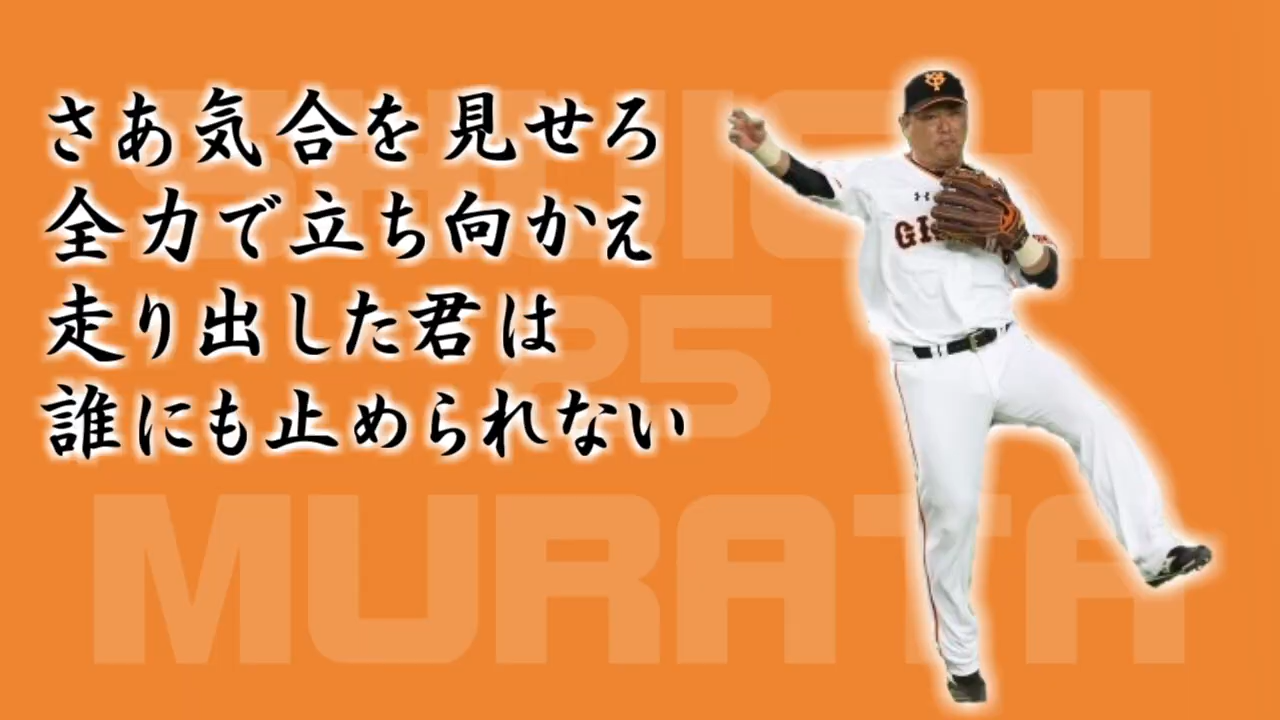 さあ気合を見せろ
全力で立ち向かえ
走り出した君は
誰にも止められない
SHUICHI
25
MURATA